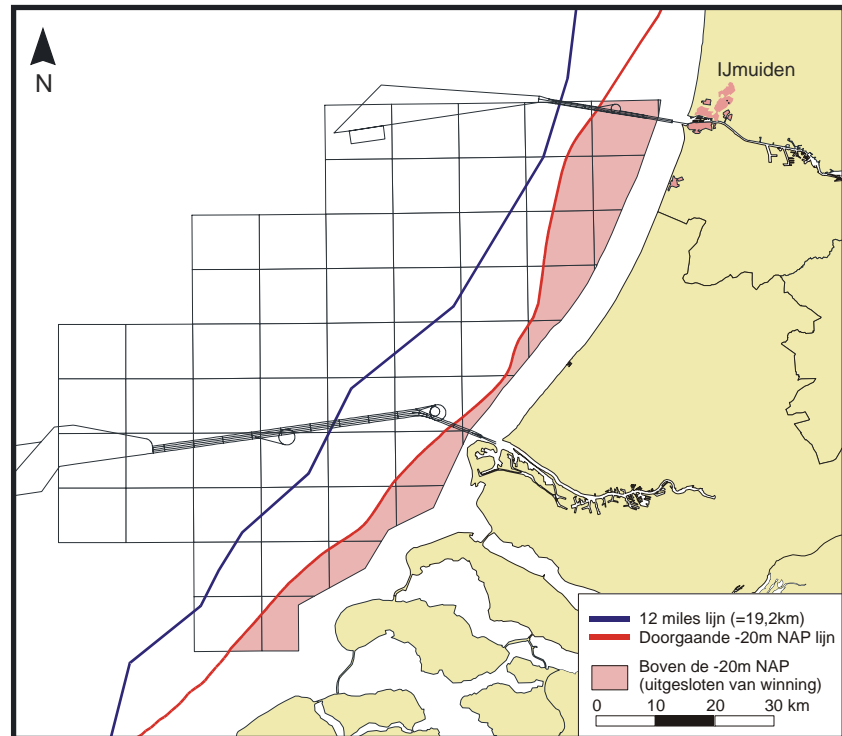 N
IJmuiden
12 miles lijn (=19,2km)
Doorgaande -20m NAP lijn
Boven de -20m NAP
(uitgesloten van winning)
0 10 20 30 km